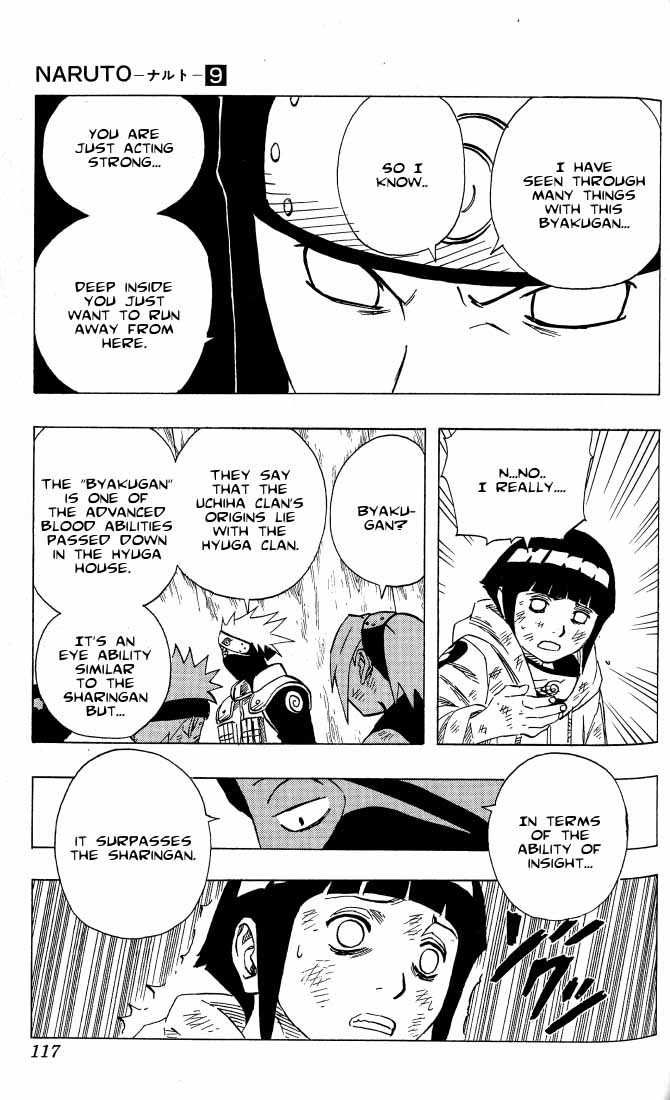 NARUTO—ナルト—9
I HAVE
SEEN THROUGH
MANY THINGS
WITH THIS
BYAKUGAN...
SO I
KNOW..
YOU ARE
JUST ACTING
STRONG...
DEEP INSIDE
YOU JUST
WANT TO RUN
AWAY FROM
HERE.
N...NO..
I REALLY....
BYAKU-
GAN?
THEY SAY
THAT THE
UCHIHA CLAN'S
ORIGINS LIE
WITH THE
HYUGA CLAN.
THE "BYAKUGAN"
IS ONE OF
THE ADVANCED
BLOOD ABILITIES
PASSED DOWN
IN THE HYUGA
HOUSE.
IT'S AN
EYE ABILITY
SIMILAR
TO THE
SHARINGAN
BUT...
IN TERMS
OF THE
ABILITY OF
INSIGHT...
IT SURPASSES
THE SHARINGAN.
グッ
117